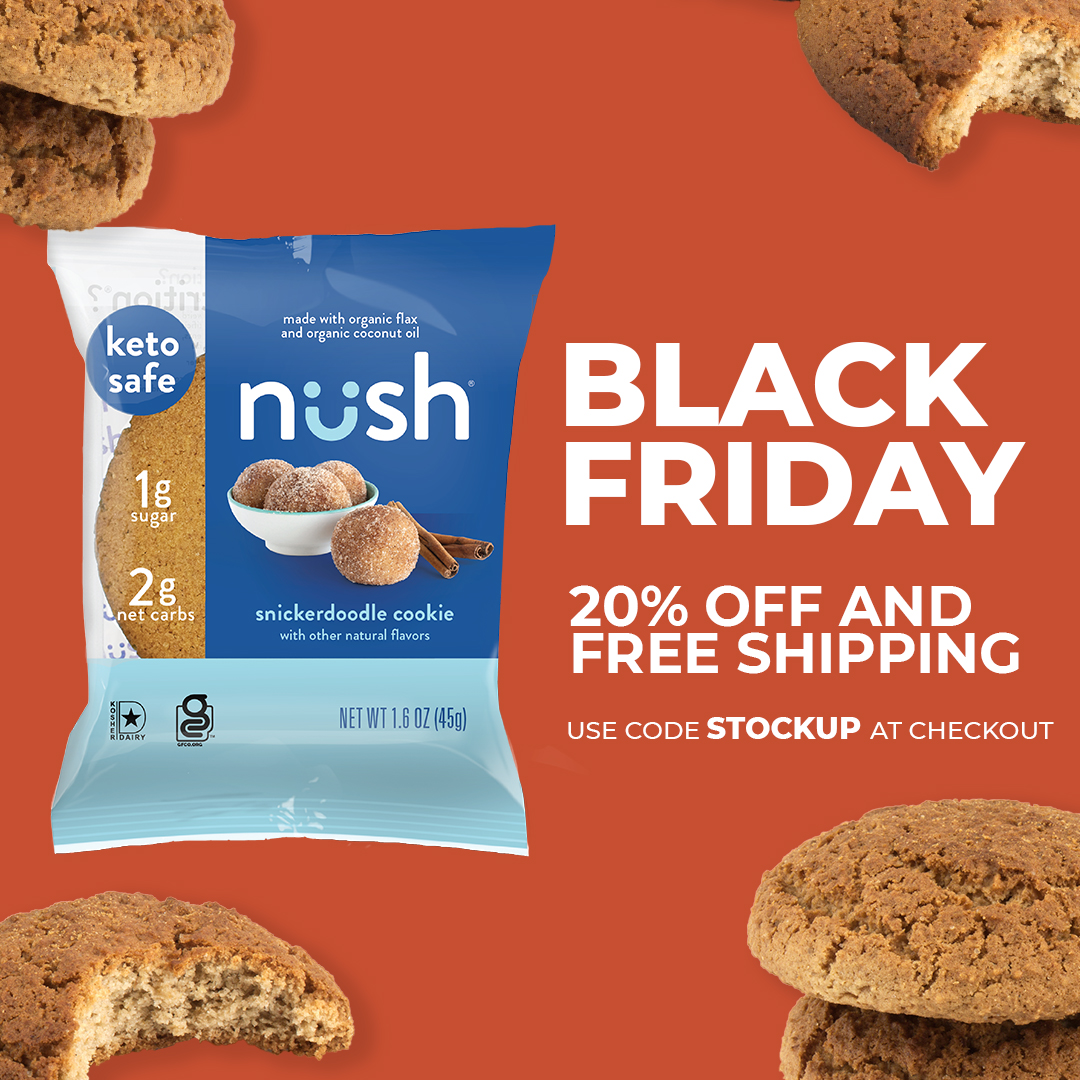 made with organic flax
and organic coconut oil
keto
safe
nüsh®
1g
sugar
2g
net carbs
snickerdoodle cookie
with other natural flavors
KOSHER
D
DAIRY
GFCO.ORG
TM
NET WT 1.6 OZ (45g)
BLACK
FRIDAY
20% OFF AND
FREE SHIPPING
USE CODE STOCKUP AT CHECKOUT